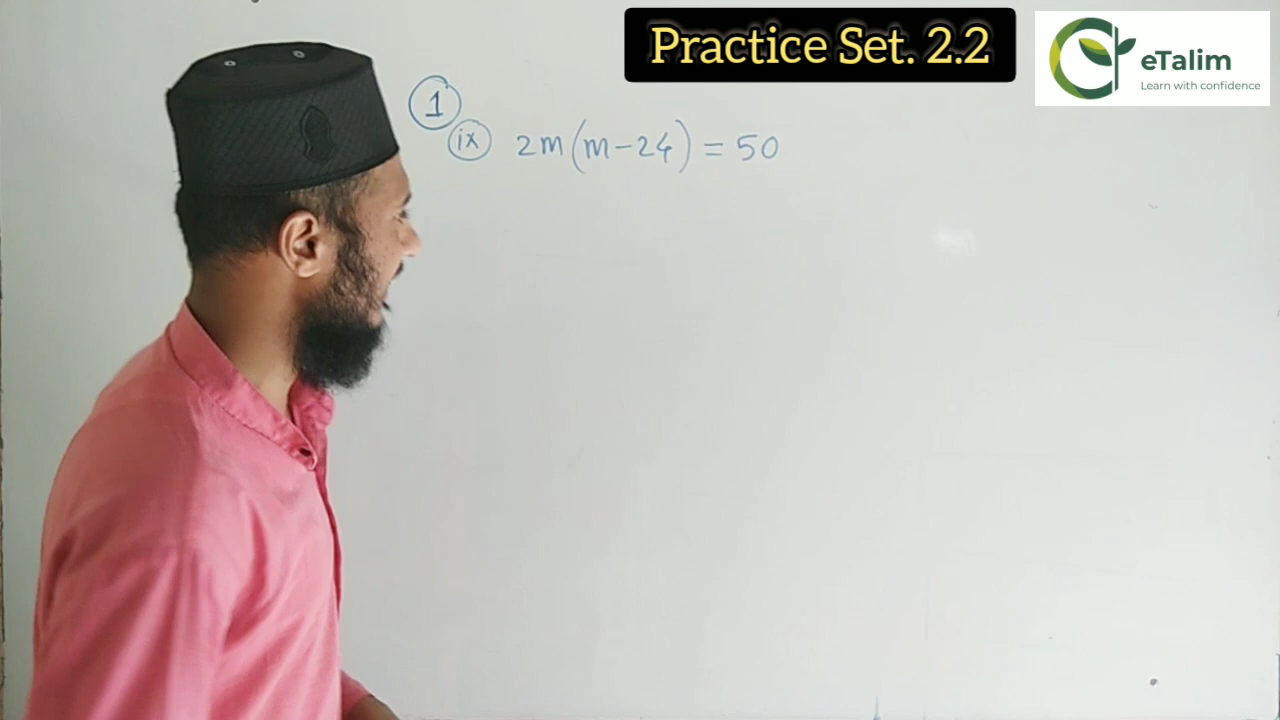 Practice Set. 2.2
eTalim
Learn with confidence
1
ix 2m(m-24) = 50